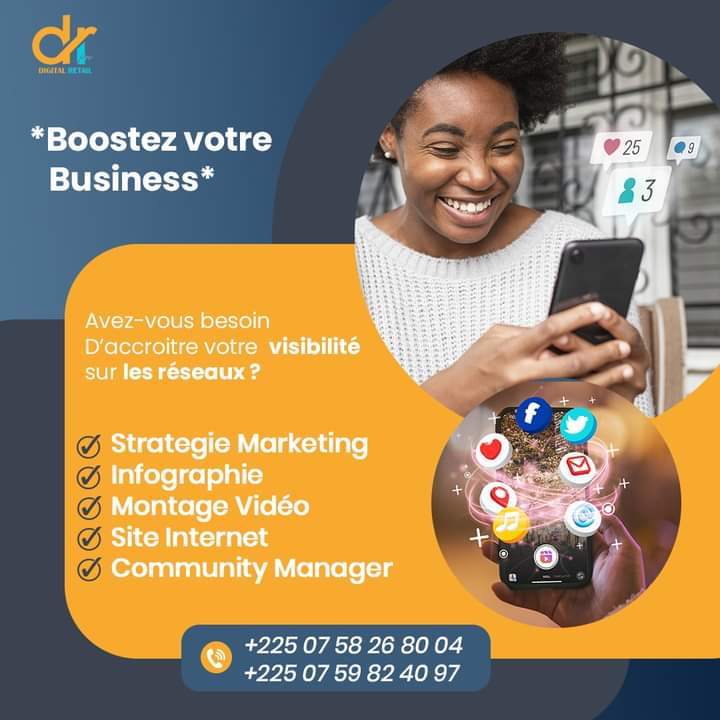 dr
DIGITAL RETAIL
*Boostez votre
Business*
25
9
3
Avez-vous besoin
D'accroitre votre visibilité
sur les réseaux ?
Strategie Marketing
Infographie
Montage Vidéo
Site Internet
Community Manager
+225 07 58 26 80 04
+225 07 59 82 40 97